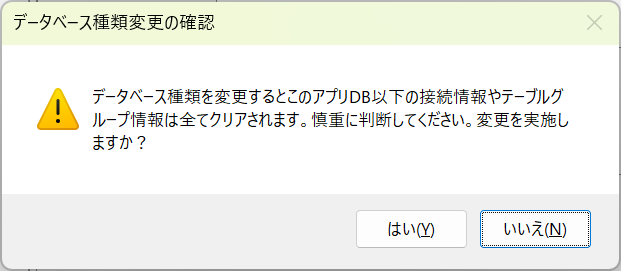 データベース種類変更の確認
データベース種類を変更するとこのアプリDB以下の接続情報やテーブルグ
ループ情報は全てクリアされます。慎重に判断してください。変更を実施し
ますか？
はい(Y)
いいえ(N)